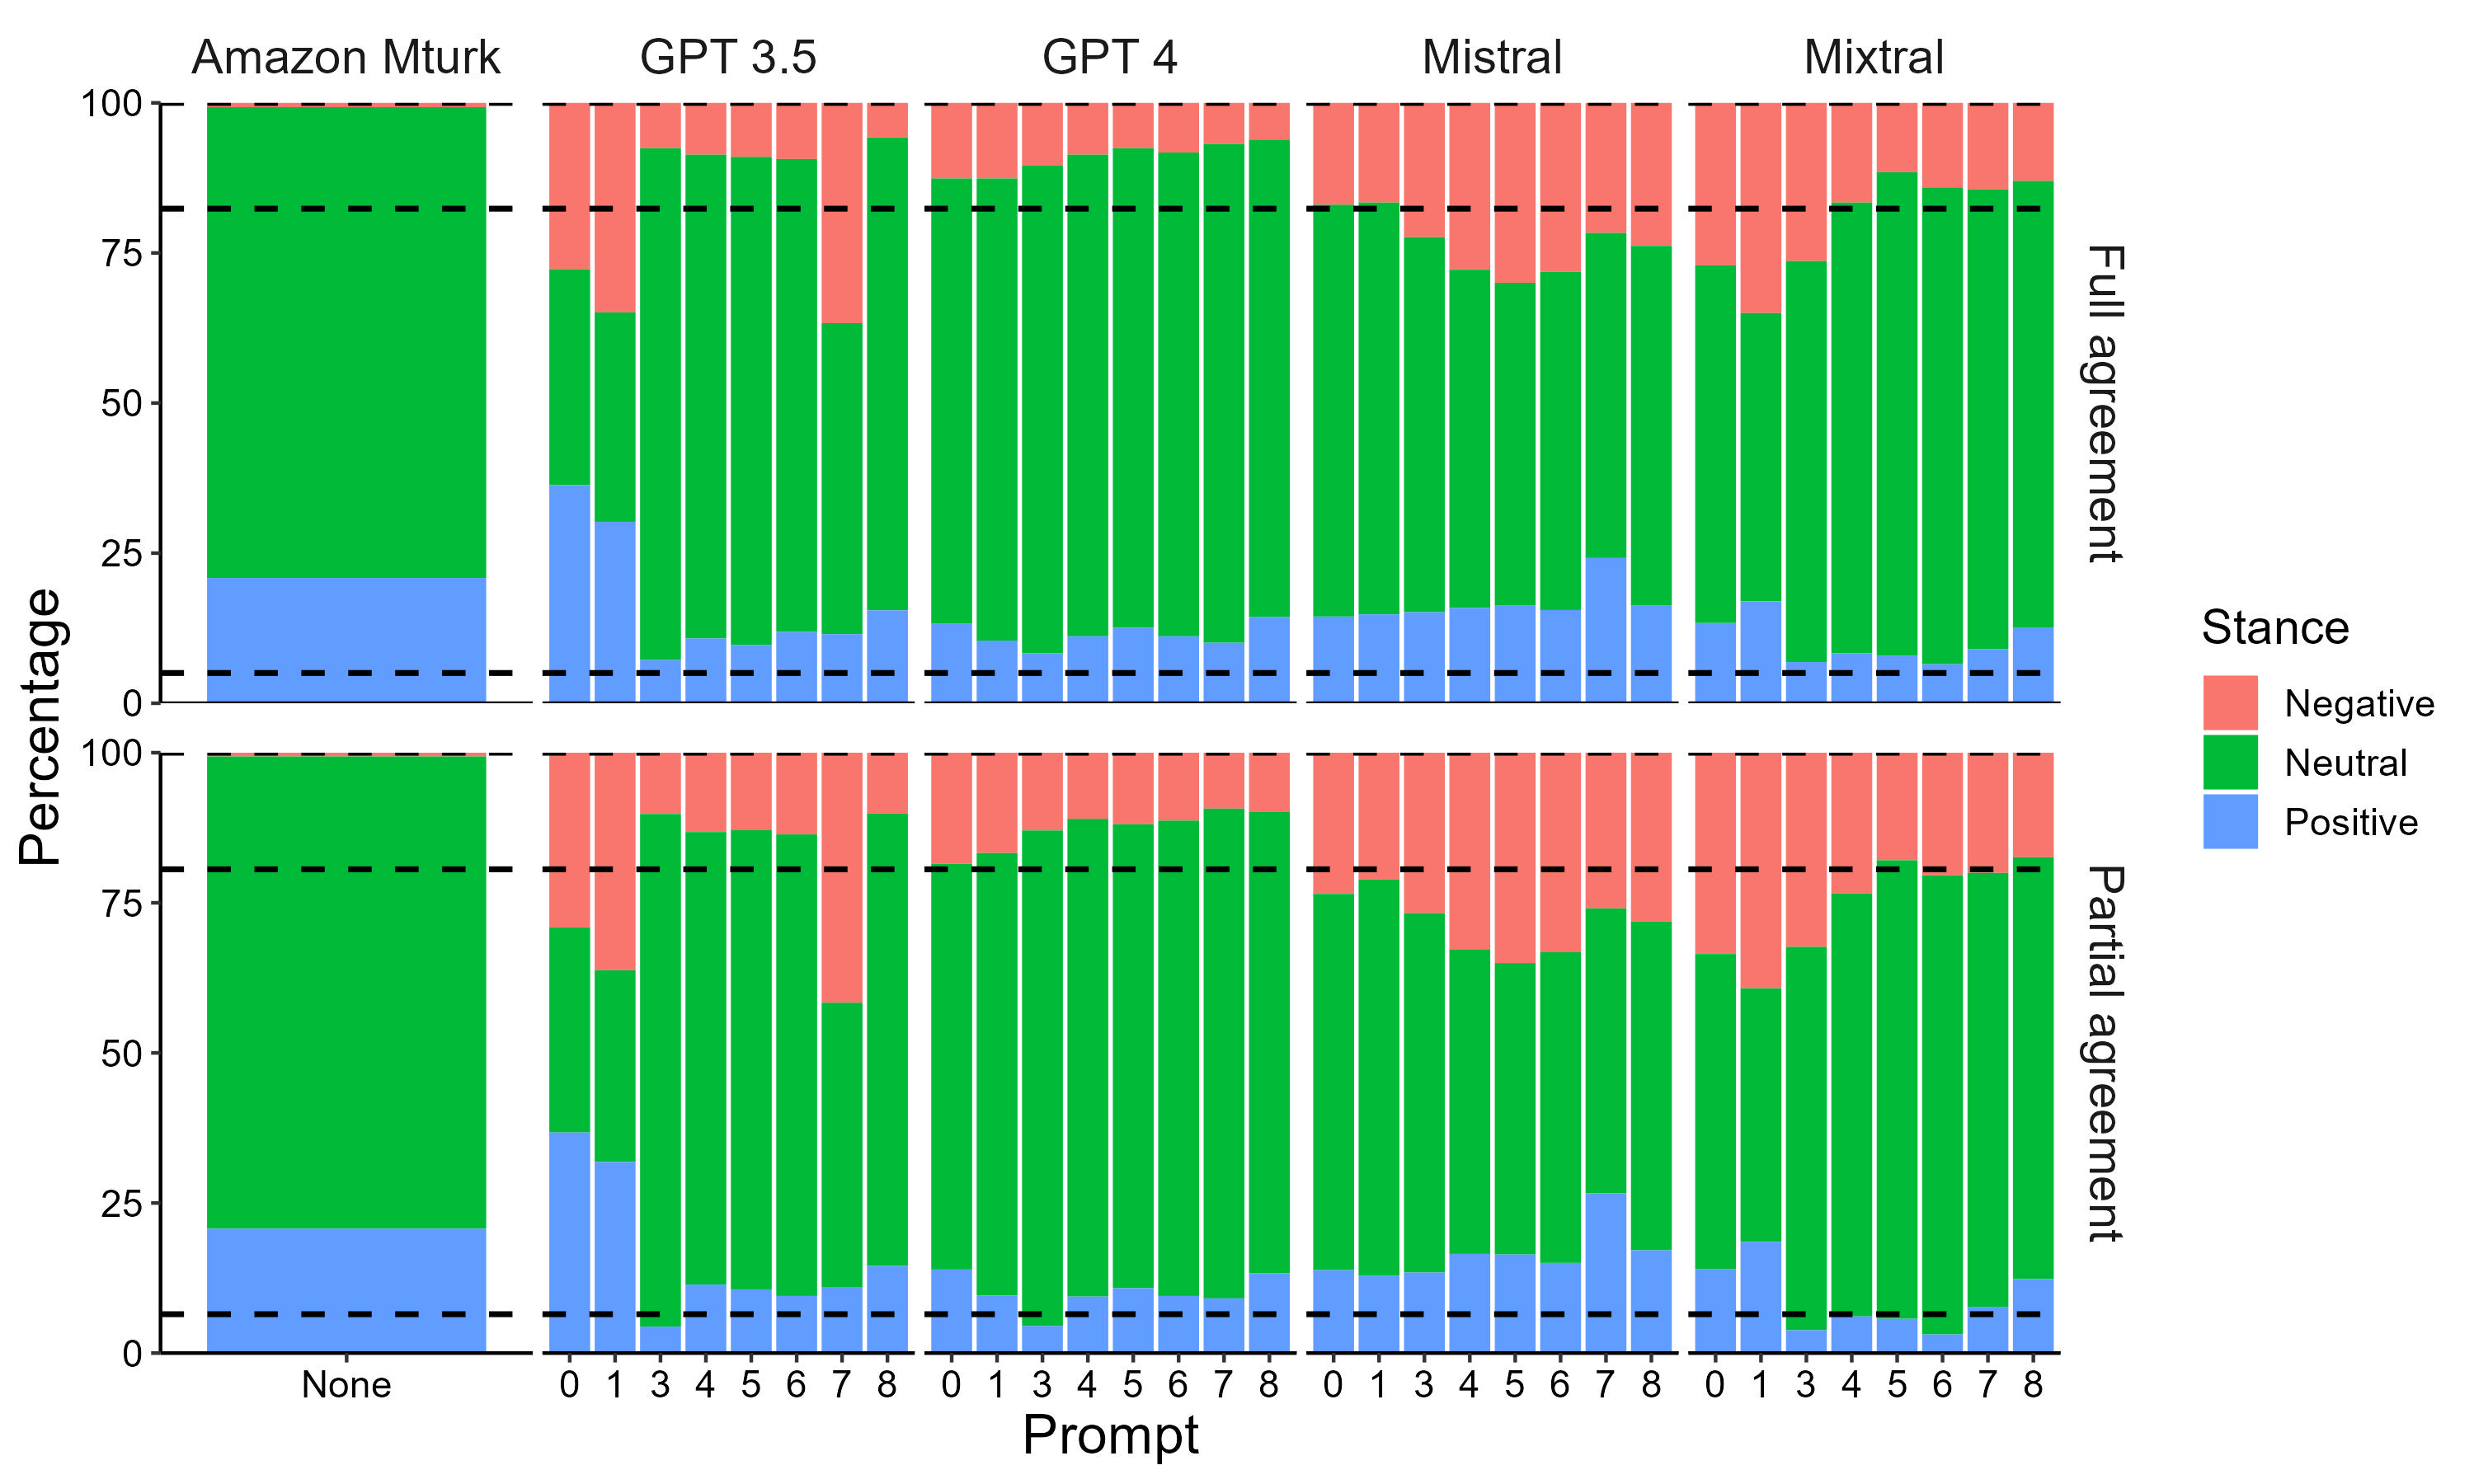 Amazon Mturk GPT 3.5 GPT 4 Mistral Mixtral
100
75
50
25
0
Full agreement
100
75
50
25
0
Partial agreement
Percentage
None 0 1 3 4 5 6 7 8 0 1 3 4 5 6 7 8 0 1 3 4 5 6 7 8 0 1 3 4 5 6 7 8
Prompt
Stance
Negative
Neutral
Positive